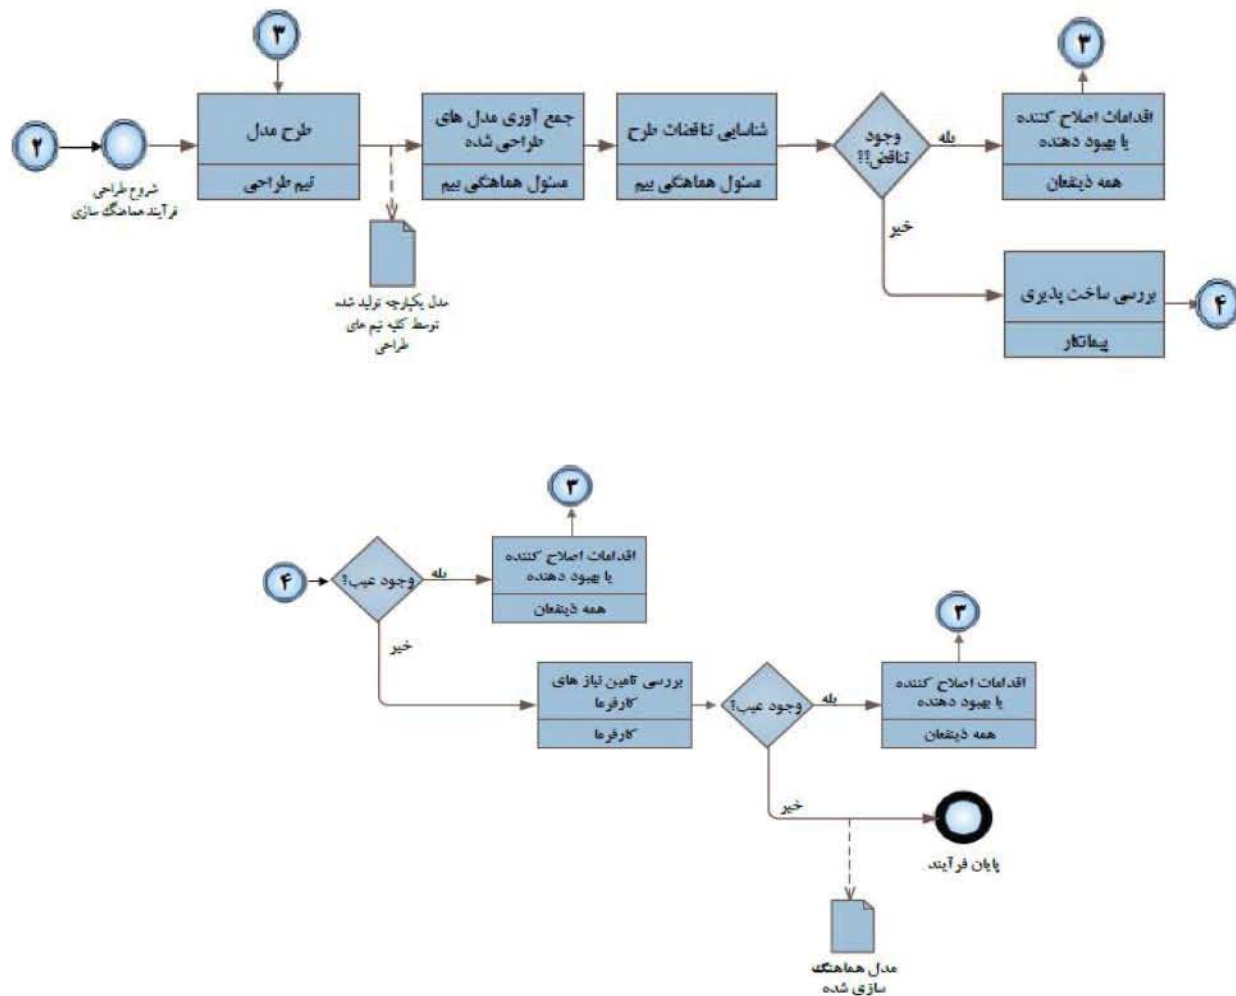 ۳
۳
۲
شروع طراحی
فرآیند هماهنگ سازی
طرح مدل
تیم طراحی
مدل یکپارچه تولید شده
توسط کلیه تیم های
طراحی
جمع آوری مدل های
طراحی شده
مسئول هماهنگی بیم
شناسایی تناقضات طرح
مسئول هماهنگی بیم
وجود
تناقض؟!
بله
اقدامات اصلاح کننده
یا بهبود دهنده
همه ذینفعان
خیر
بررسی ساخت پذیری
پیمانکار
۴
۳
۴
وجود عیب؟
بله
اقدامات اصلاح کننده
یا بهبود دهنده
همه ذینفعان
خیر
بررسی تامین نیاز های
کارفرما
کارفرما
وجود عیب؟
بله
۳
اقدامات اصلاح کننده
یا بهبود دهنده
همه ذینفعان
خیر
پایان فرآیند
مدل هماهنگ
سازی شده